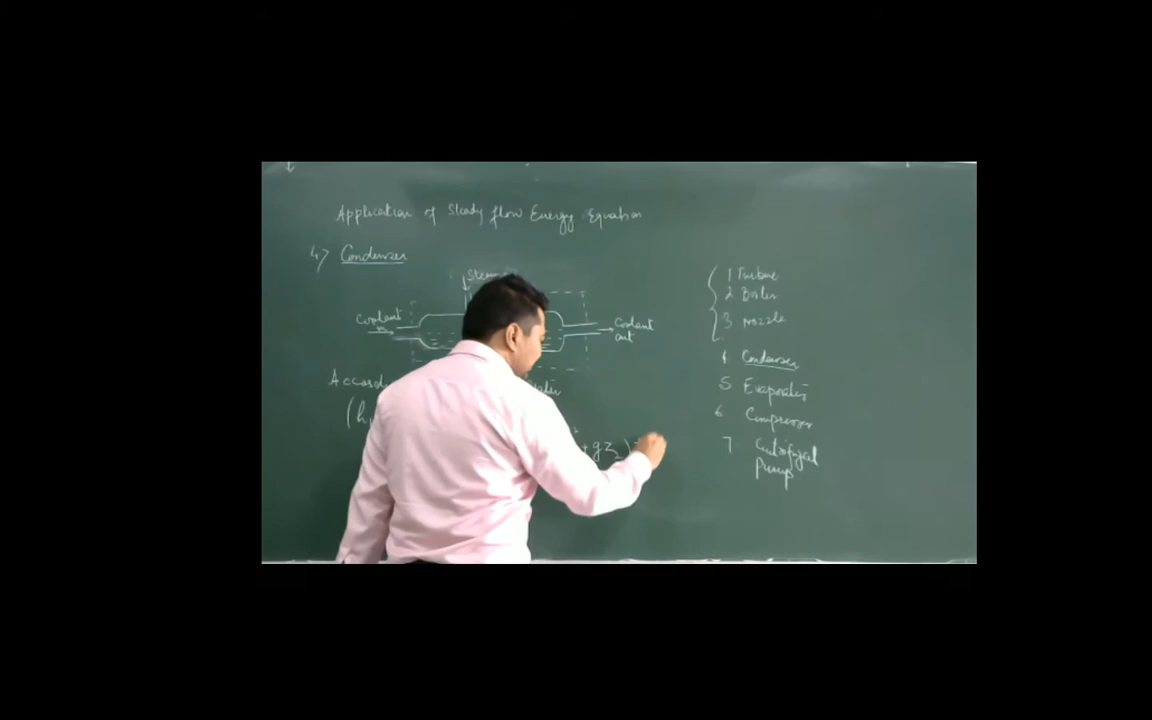 Application of Steady flow Energy Equation
4> Condenser
Steam
Coolant in
Coolant out
Accord
(h
+ gz2)
1 Turbine
2 Boiler
3 Nozzle
4 Condenser
5 Evaporator
6 Compressor
7 Centrifugal
Pump